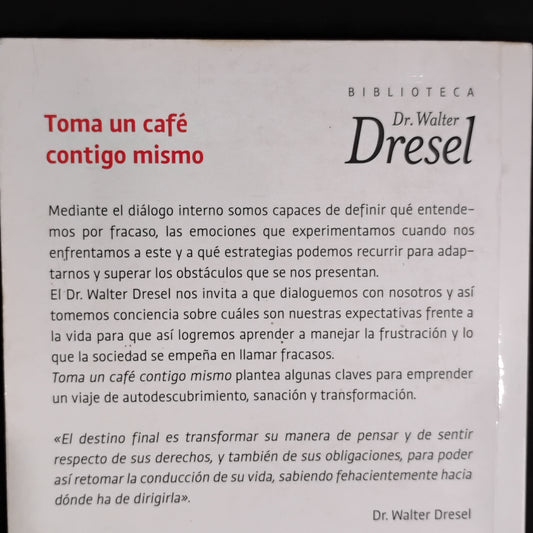 BIBLIOTECA
Dr. Walter
Dresel
Toma un café
contigo mismo
Mediante el diálogo interno somos capaces de definir qué entende-
mos por fracaso, las emociones que experimentamos cuando nos
enfrentamos a este y a qué estrategias podemos recurrir para adap-
tarnos y superar los obstáculos que se nos presentan.
El Dr. Walter Dresel nos invita a que dialoguemos con nosotros y así
tomemos conciencia sobre cuáles son nuestras expectativas frente a
la vida para que así logremos aprender a manejar la frustración y lo
que la sociedad se empeña en llamar fracasos.
Toma un café contigo mismo plantea algunas claves para emprender
un viaje de autodescubrimiento, sanación y transformación.
«El destino final es transformar su manera de pensar y de sentir
respecto de sus derechos, y también de sus obligaciones, para poder
así retomar la conducción de su vida, sabiendo fehacientemente hacia
dónde ha de dirigirla».
Dr. Walter Dresel